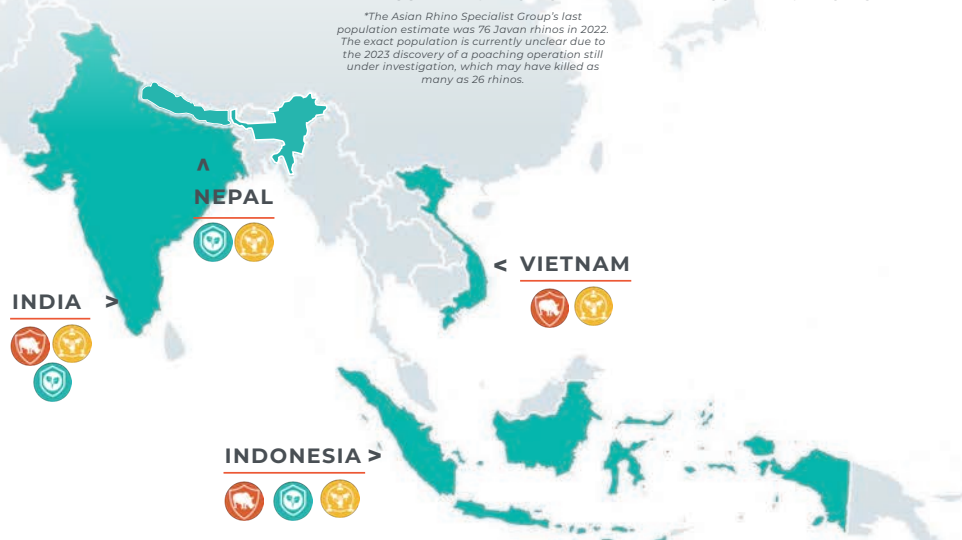 *The Asian Rhino Specialist Group's last
population estimate was 76 Javan rhinos in 2022.
The exact population is currently unclear due to
the 2023 discovery of a poaching operation still
under investigation, which may have killed as
many as 26 rhinos.
^
NEPAL
< VIETNAM
INDIA >
INDONESIA >